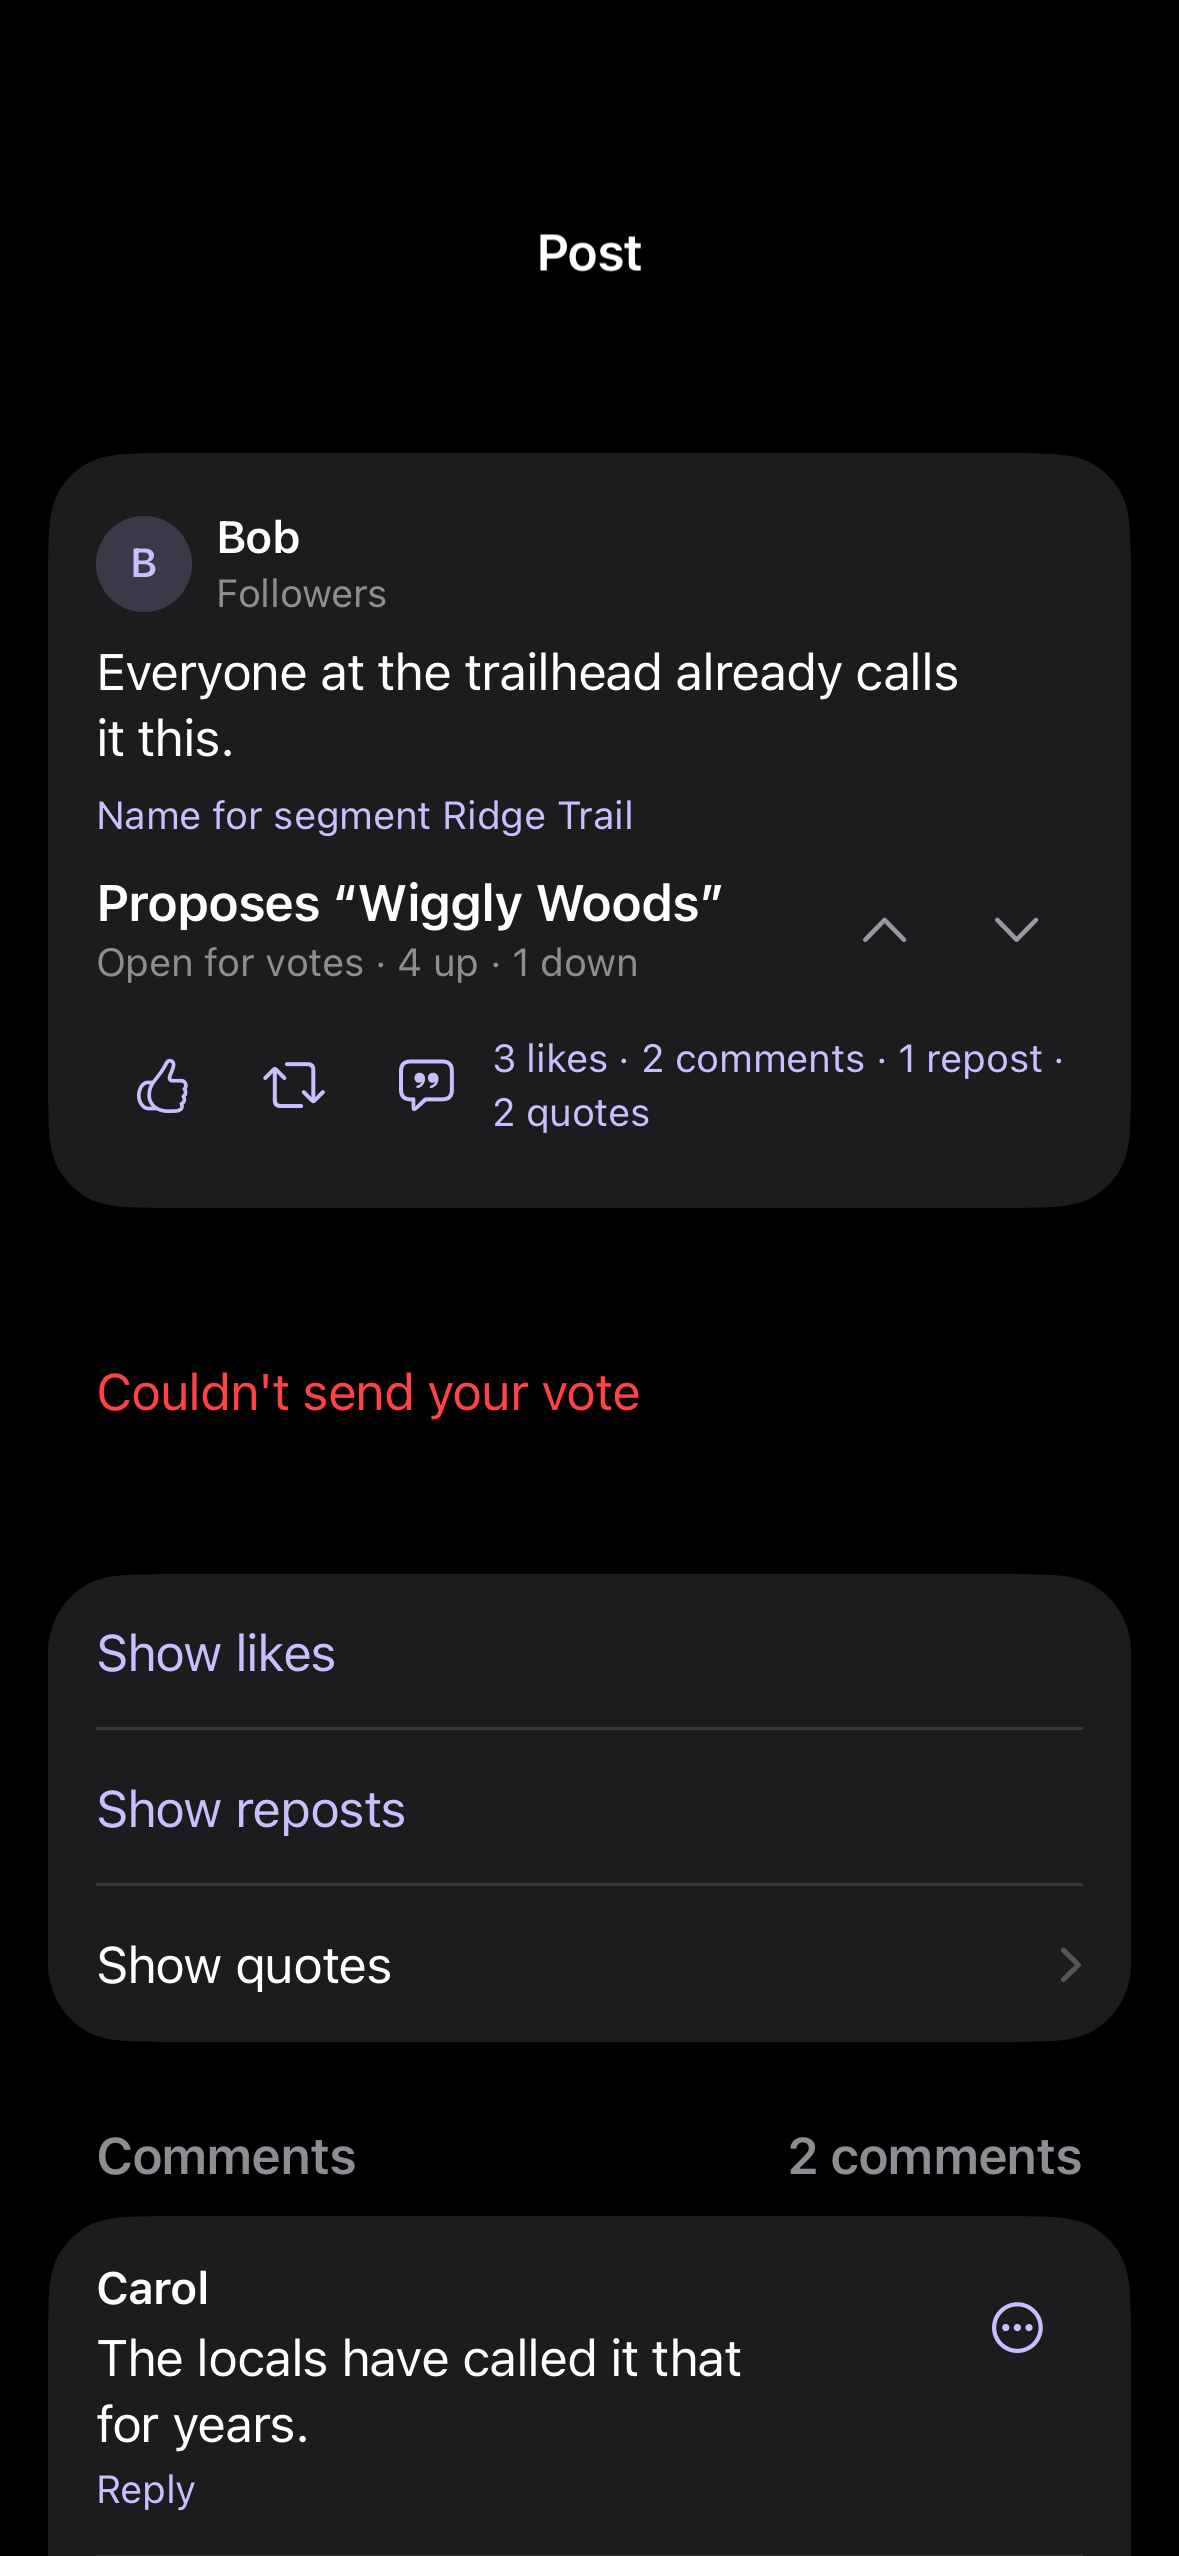 Post
B
Bob
Followers
Everyone at the trailhead already calls
it this.
Name for segment Ridge Trail
Proposes “Wiggly Woods”
Open for votes · 4 up · 1 down
3 likes · 2 comments · 1 repost ·
2 quotes
Couldn't send your vote
Show likes
Show reposts
Show quotes
Comments
2 comments
Carol
The locals have called it that
for years.
Reply